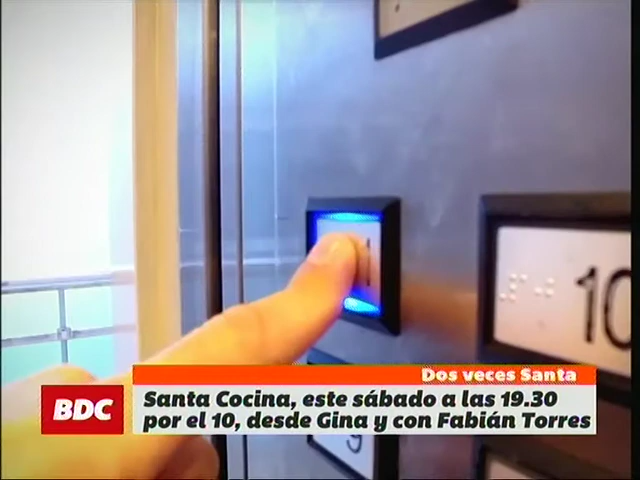 10
Dos veces Santa
BDC
Santa Cocina, este sábado a las 19.30
por el 10, desde Gina y con Fabián Torres